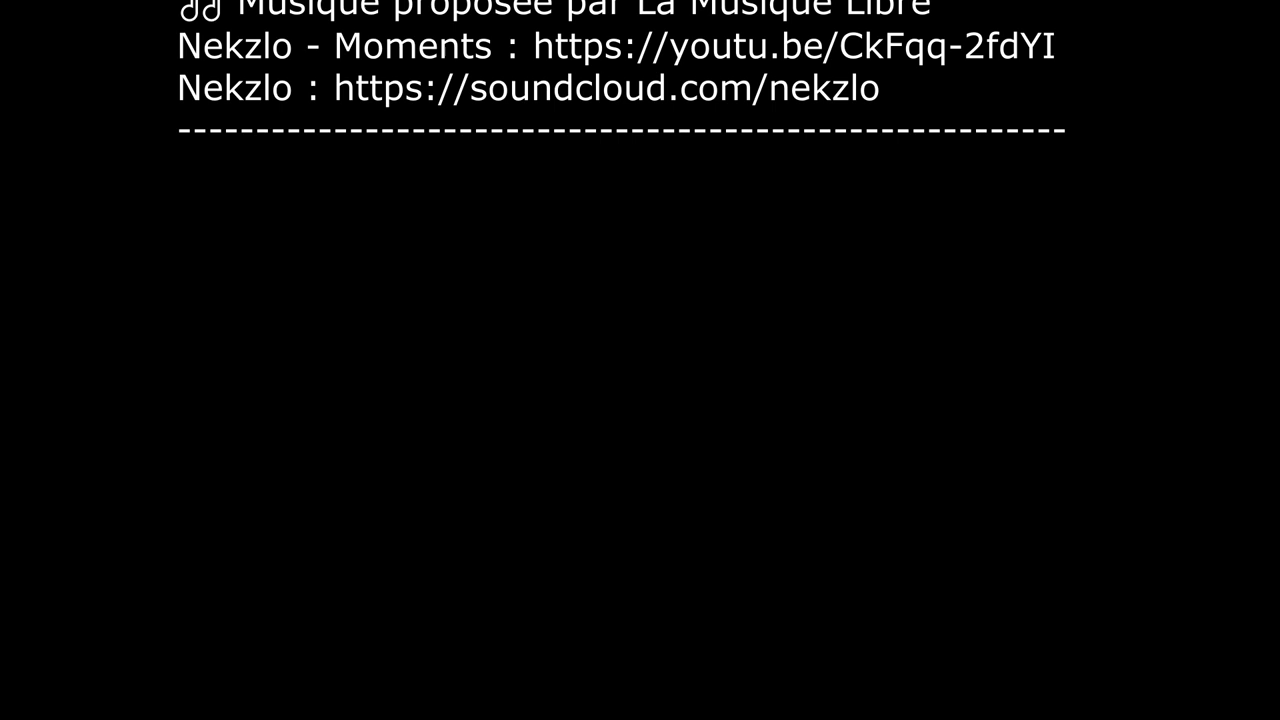 ♫ Musique proposée par La Musique Libre
Nekzlo - Moments : https://youtu.be/CkFqq-2fdYI
Nekzlo : https://soundcloud.com/nekzlo
---------------------------------------------------------